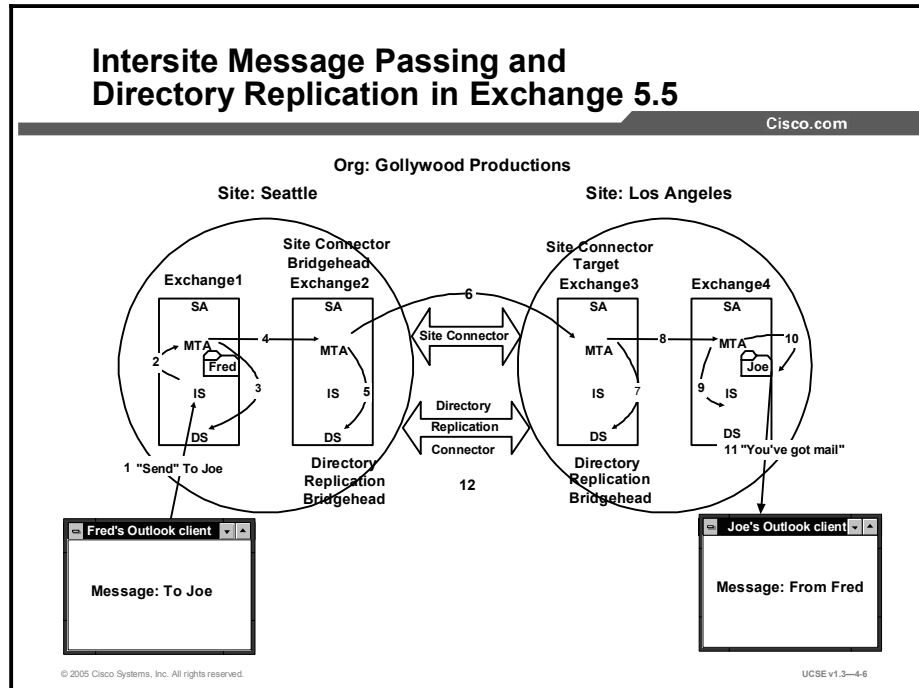 Intersite Message Passing and
Directory Replication in Exchange 5.5
Cisco.com
Org: Gollywood Productions
Site: Seattle
Site: Los Angeles
Site Connector
Bridgehead
Exchange1
Exchange2
Site Connector
Target
Exchange3
Exchange4
SA
SA
SA
SA
6
2
MTA
4
MTA
Site Connector
MTA
8
MTA
10
Fred
Joe
3
5
7
9
IS
IS
IS
IS
Directory
Replication
Connector
DS
DS
DS
DS
1 "Send" To Joe
11 "You've got mail"
Directory
Replication
Bridgehead
12
Directory
Replication
Bridgehead
Fred's Outlook client
Message: To Joe
Joe's Outlook client
Message: From Fred
© 2005 Cisco Systems, Inc. All rights reserved.
UCSE v1.3—4-6